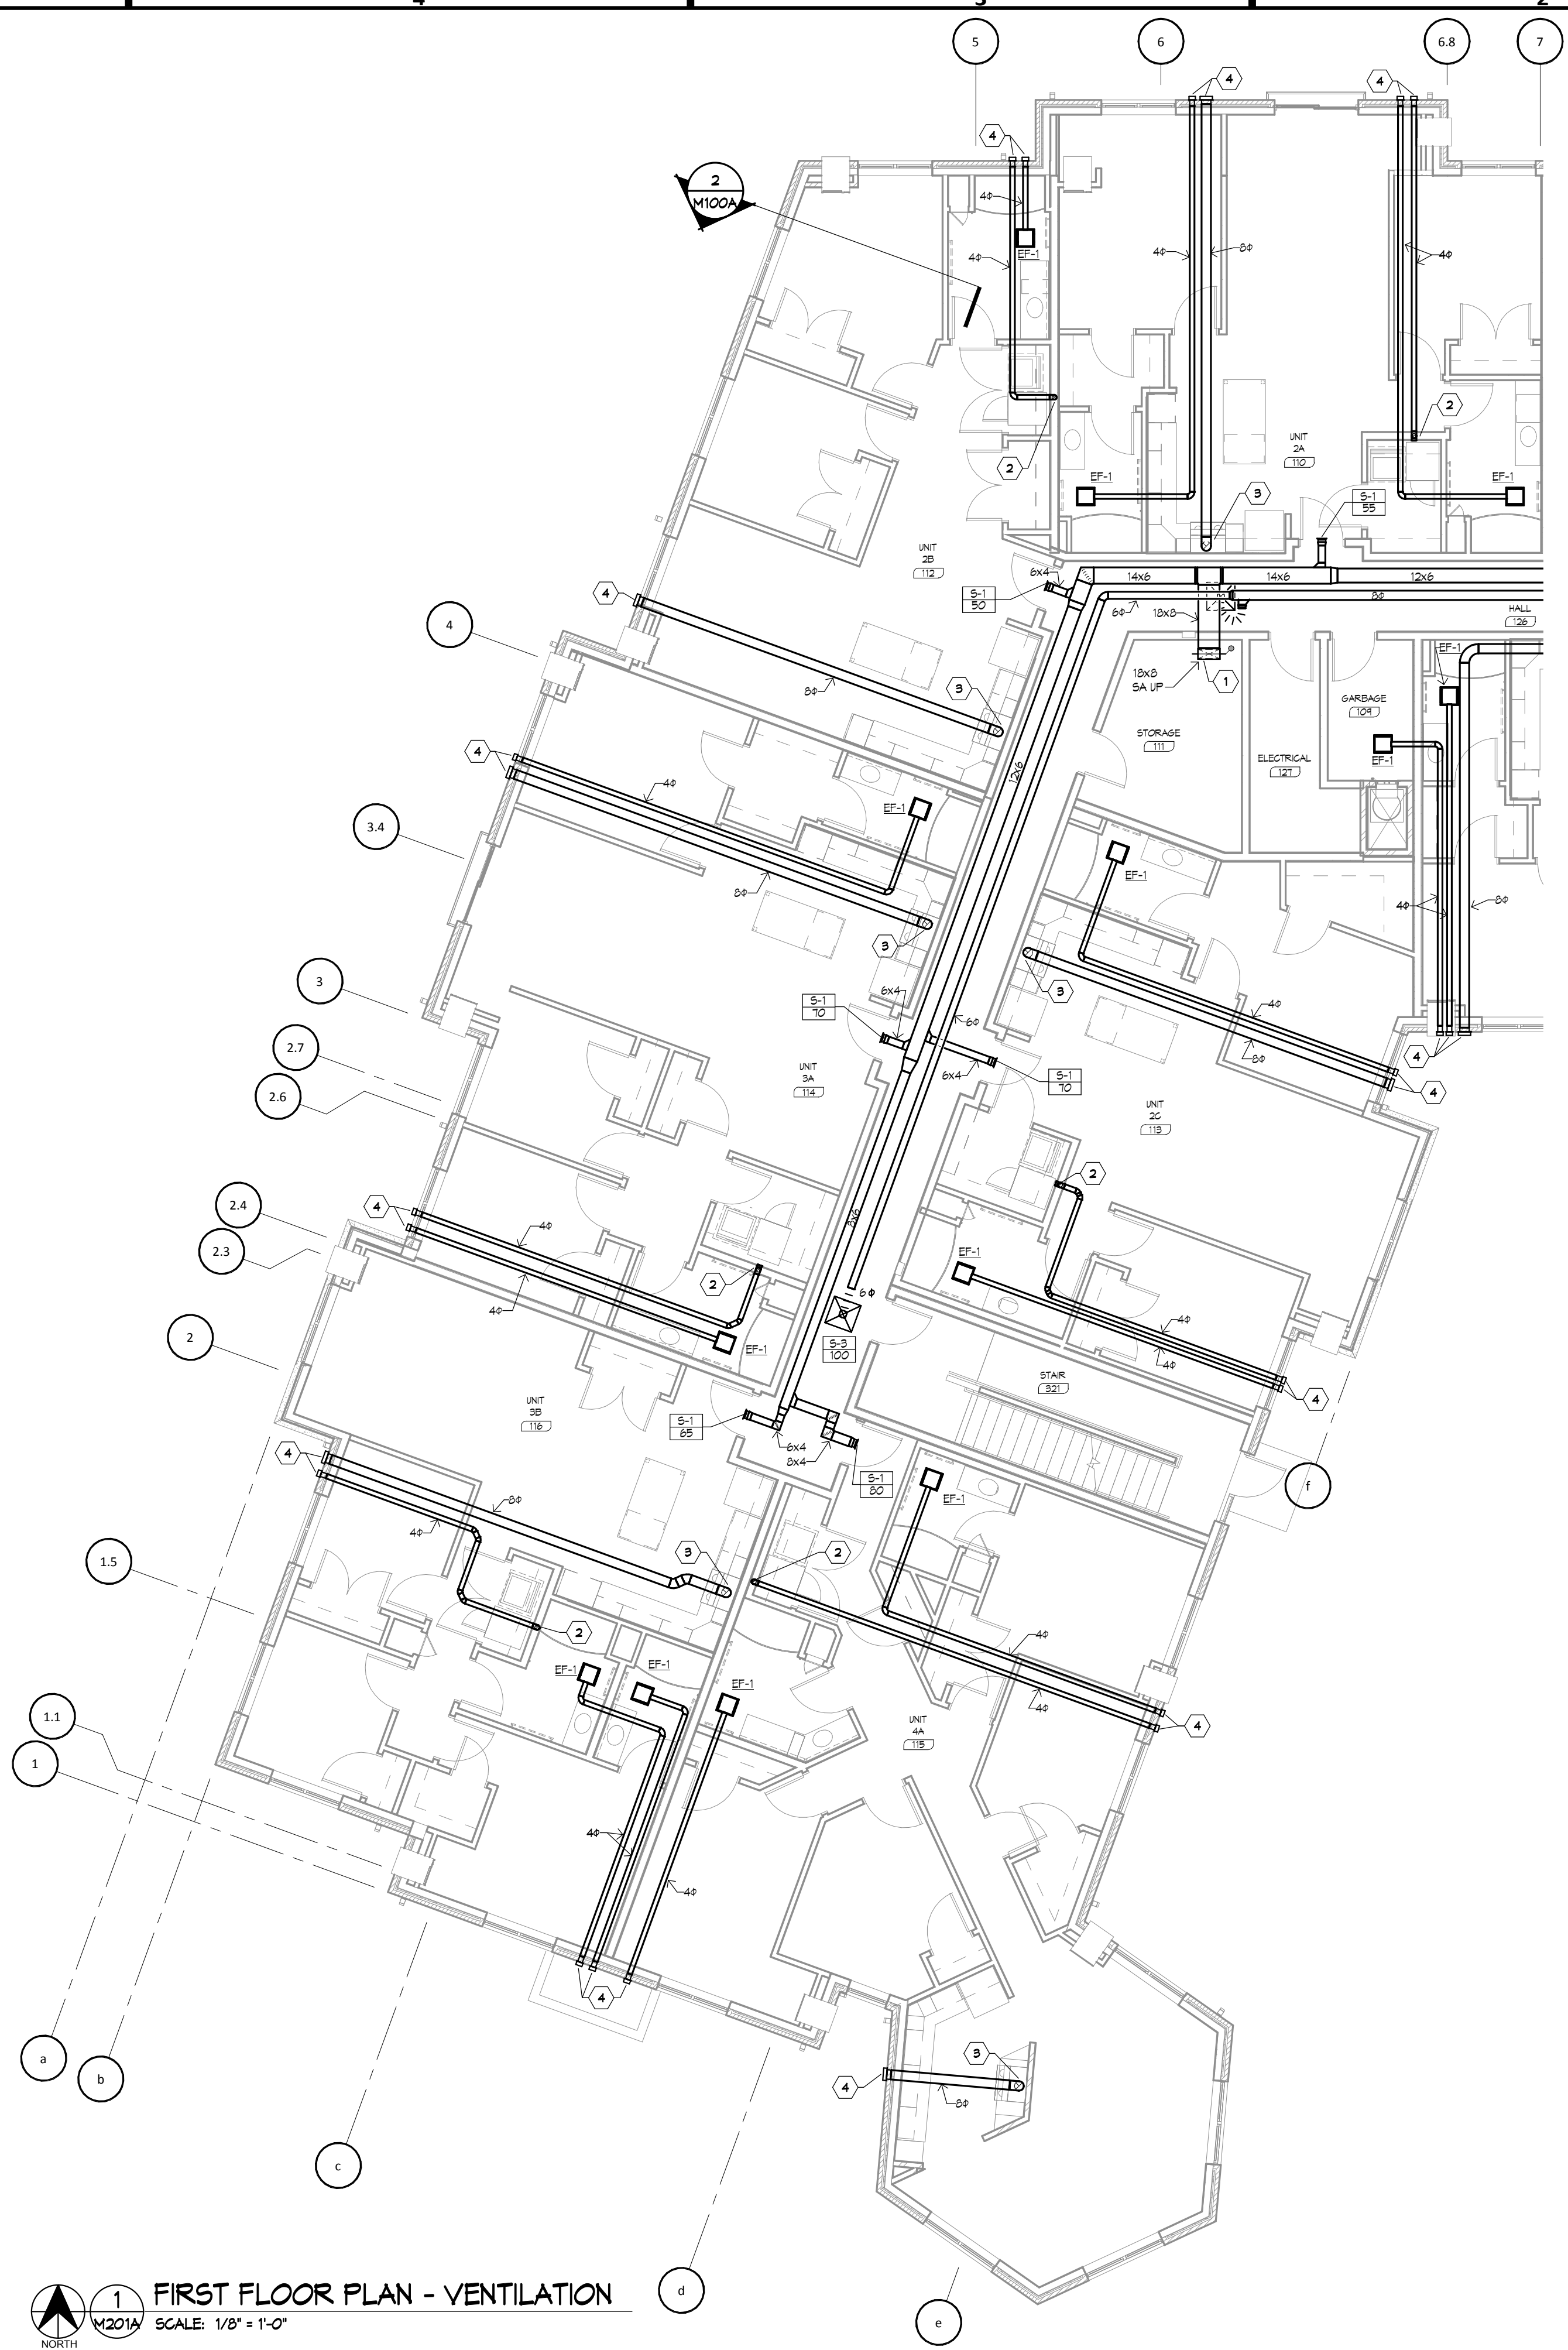 5
6
6.8
7
4
4
4
2
M100A
4Φ
EF-1
4Φ
4Φ
8Φ
4Φ
2
UNIT
2A
110
2
EF-1
EF-1
3
S-1
55
UNIT
2B
112
6x4
14x6
14x6
12x6
S-1
50
6Φ
18x8
8Φ
HALL
126
4
4
8Φ
3
18x8
SA UP
1
EF-1
GARBAGE
109
STORAGE
111
ELECTRICAL
127
EF-1
4
4Φ
12x6
EF-1
3.4
8Φ
EF-1
4Φ
8Φ
3
3
3
6x4
S-1
70
6Φ
4Φ
8Φ
2.7
4
4
2.6
UNIT
3A
114
6x4
S-1
70
UNIT
2C
113
2
2.4
4
4Φ
8x6
2.3
4Φ
2
EF-1
6Φ
EF-1
S-3
100
4Φ
4Φ
2
UNIT
3B
116
STAIR
321
4
S-1
65
6x4
8x4
S-1
80
4
8Φ
4Φ
EF-1
f
1.5
3
2
2
4Φ
EF-1
EF-1
EF-1
4Φ
1.1
UNIT
4A
115
4
1
4Φ
4Φ
4
a
b
3
4
8Φ
c
d
e
1
M201A
FIRST FLOOR PLAN - VENTILATION
SCALE: 1/8" = 1'-0"
NORTH